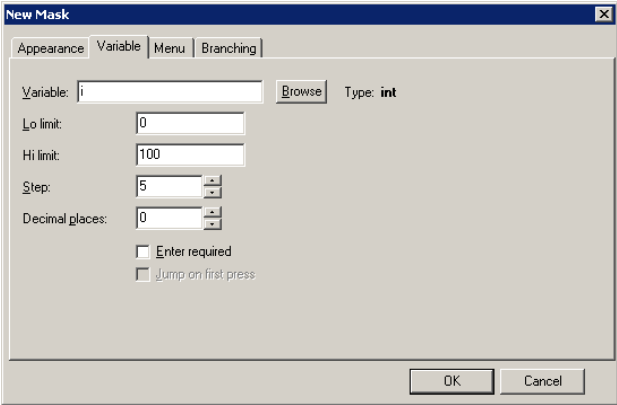 New Mask
Appearance Variable Menu Branching
Variable: i Browse Type: int
Lo limit: 0
Hi limit: 100
Step: 5
Decimal places: 0
Enter required
Jump on first press
OK Cancel